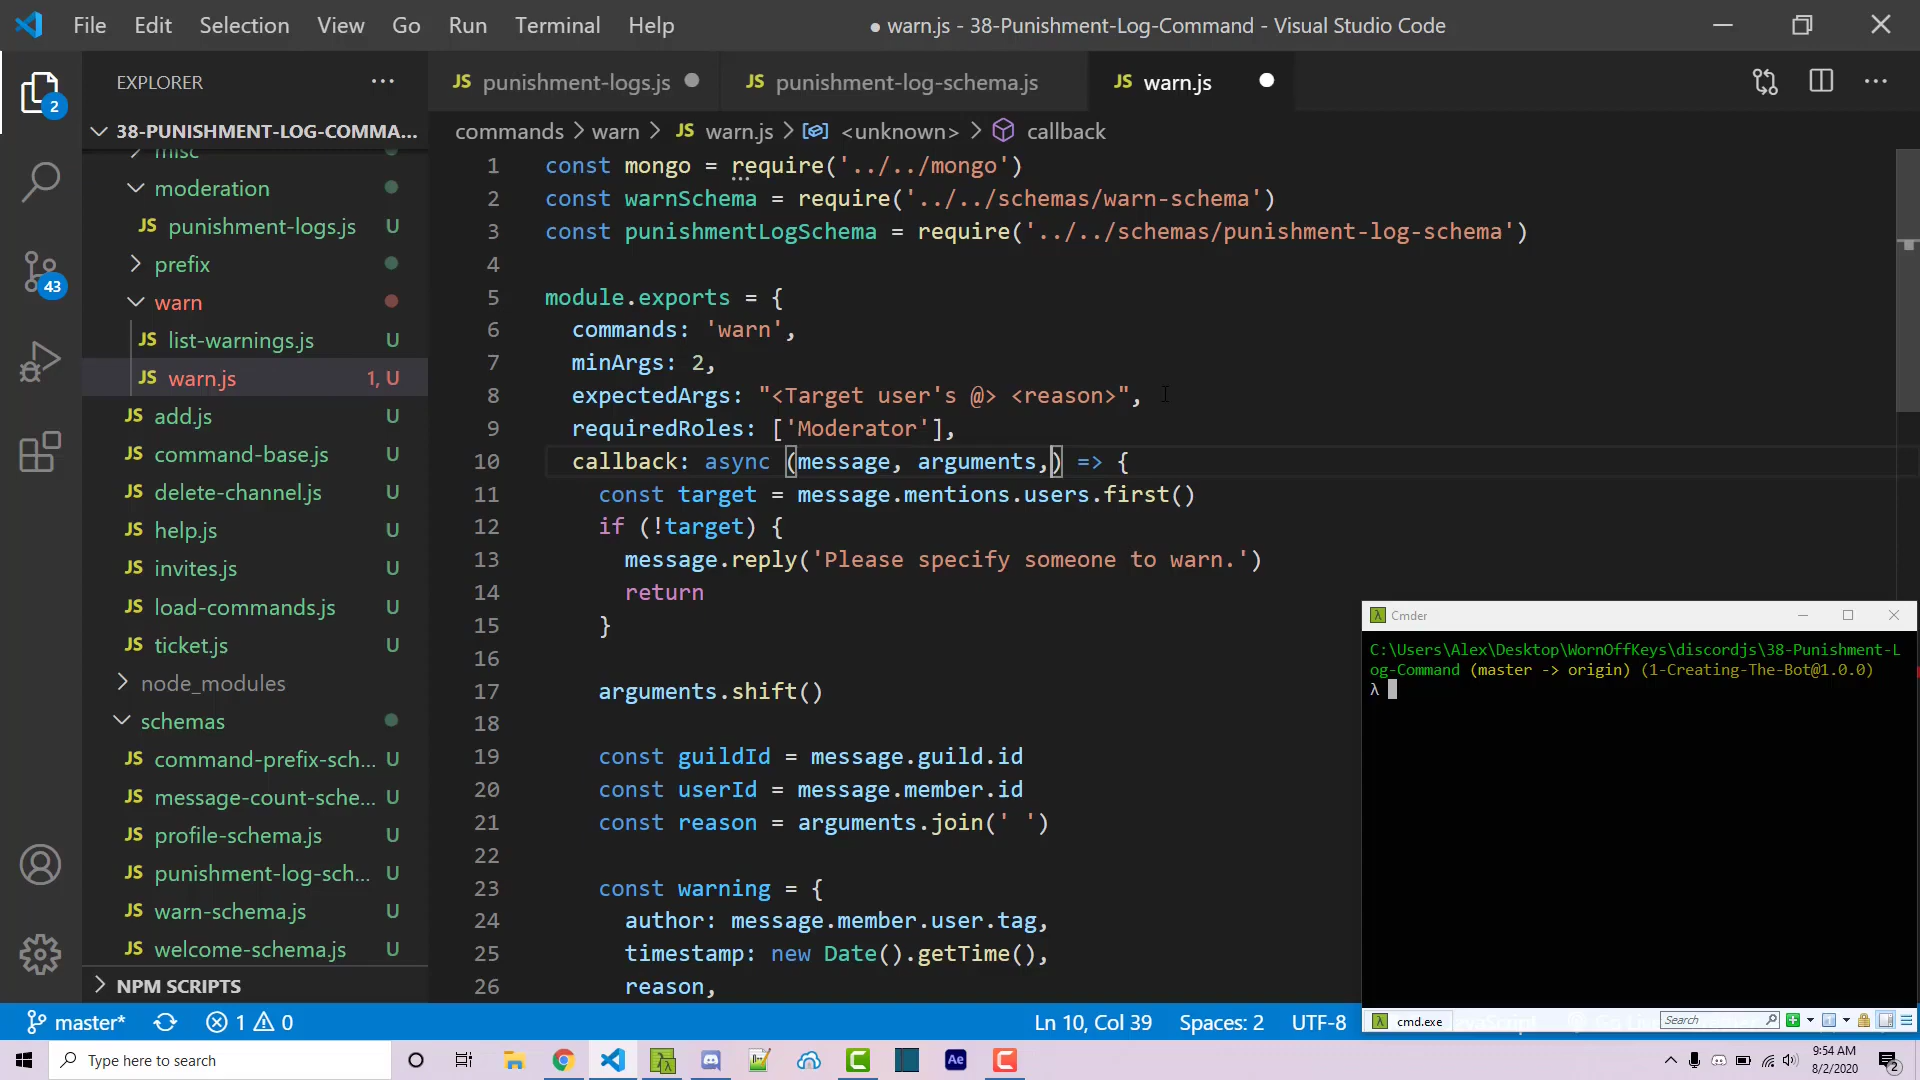 File Edit Selection View Go Run Terminal Help
● warn.js - 38-Punishment-Log-Command - Visual Studio Code
EXPLORER
JS punishment-logs.js
JS punishment-log-schema.js
JS warn.js
38-PUNISHMENT-LOG-COMMA...
commands > warn > JS warn.js > <unknown> > callback
misc
moderation
JS punishment-logs.js U
prefix
warn
JS list-warnings.js U
JS warn.js 1, U
JS add.js U
JS command-base.js U
JS delete-channel.js U
JS help.js U
JS invites.js U
JS load-commands.js U
JS ticket.js U
node_modules
schemas
JS command-prefix-sch... U
JS message-count-sche... U
JS profile-schema.js U
JS punishment-log-sch... U
JS warn-schema.js U
JS welcome-schema.js U
NPM SCRIPTS
2
43
1 const mongo = require('../../mongo')
2 const warnSchema = require('../../schemas/warn-schema')
3 const punishmentLogSchema = require('../../schemas/punishment-log-schema')
4
5 module.exports = {
6 commands: 'warn',
7 minArgs: 2,
8 expectedArgs: "<Target user's @> <reason>",
9 requiredRoles: ['Moderator'],
10 callback: async (message, arguments,) => {
11 const target = message.mentions.users.first()
12 if (!target) {
13 message.reply('Please specify someone to warn.')
14 return
15 }
16
17 arguments.shift()
18
19 const guildId = message.guild.id
20 const userId = message.member.id
21 const reason = arguments.join(' ')
22
23 const warning = {
24 author: message.member.user.tag,
25 timestamp: new Date().getTime(),
26 reason,
Cmder
C:\Users\Alex\Desktop\WornOffKeys\discordjs\38-Punishment-L
og-Command (master -> origin) (1-Creating-The-Bot@1.0.0)
λ
cmd.exe
Search
master* 1 0
Ln 10, Col 39 Spaces: 2 UTF-8
Type here to search
Ae
9:54 AM
8/2/2020
2